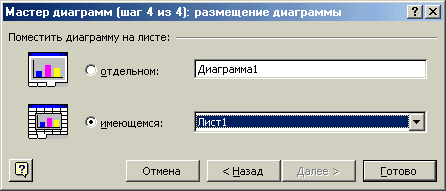 Мастер диаграмм (шаг 4 из 4): размещение диаграммы
Поместить диаграмму на листе:
отдельном: Диаграмма1
имеющемся: Лист1
Отмена < Назад Далее > Готово